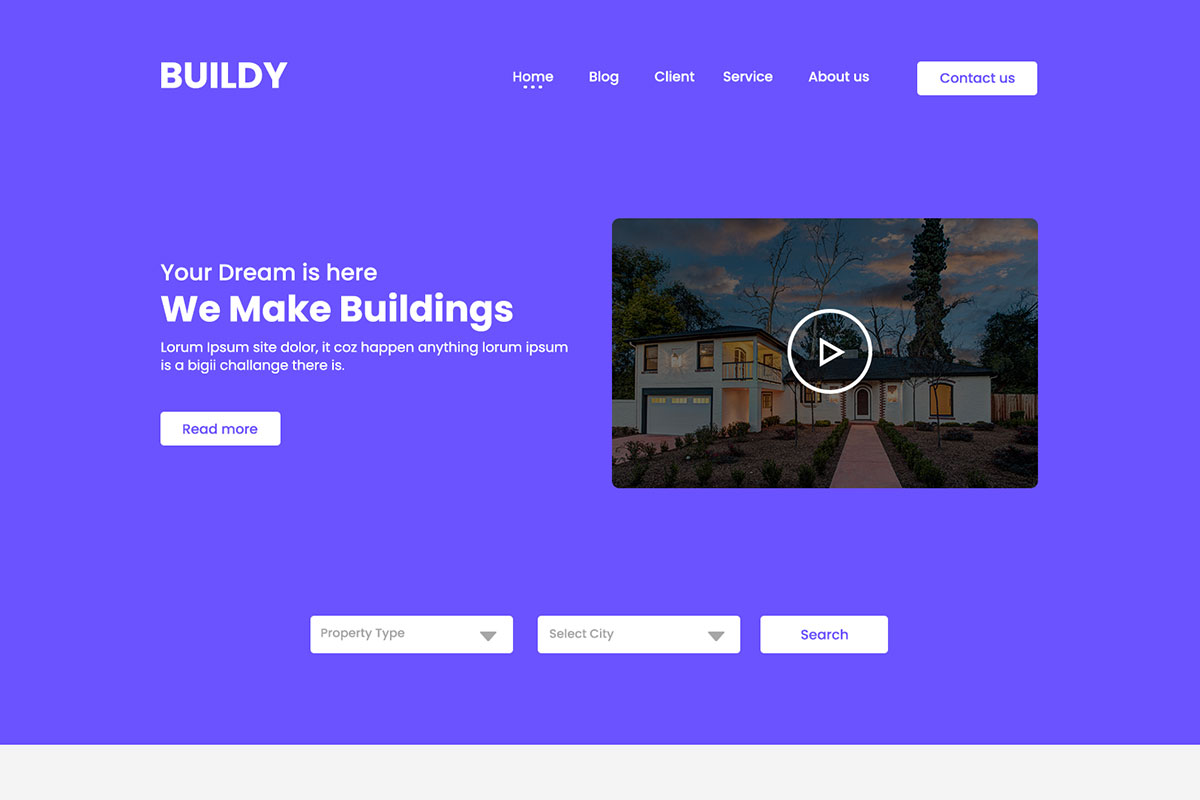 BUILDY
Home Blog Client Service About us Contact us
Your Dream is here
We Make Buildings
Lorum Ipsum site dolor, it coz happen anything lorum ipsum
is a bigii challange there is.
Read more
Property Type Select City Search